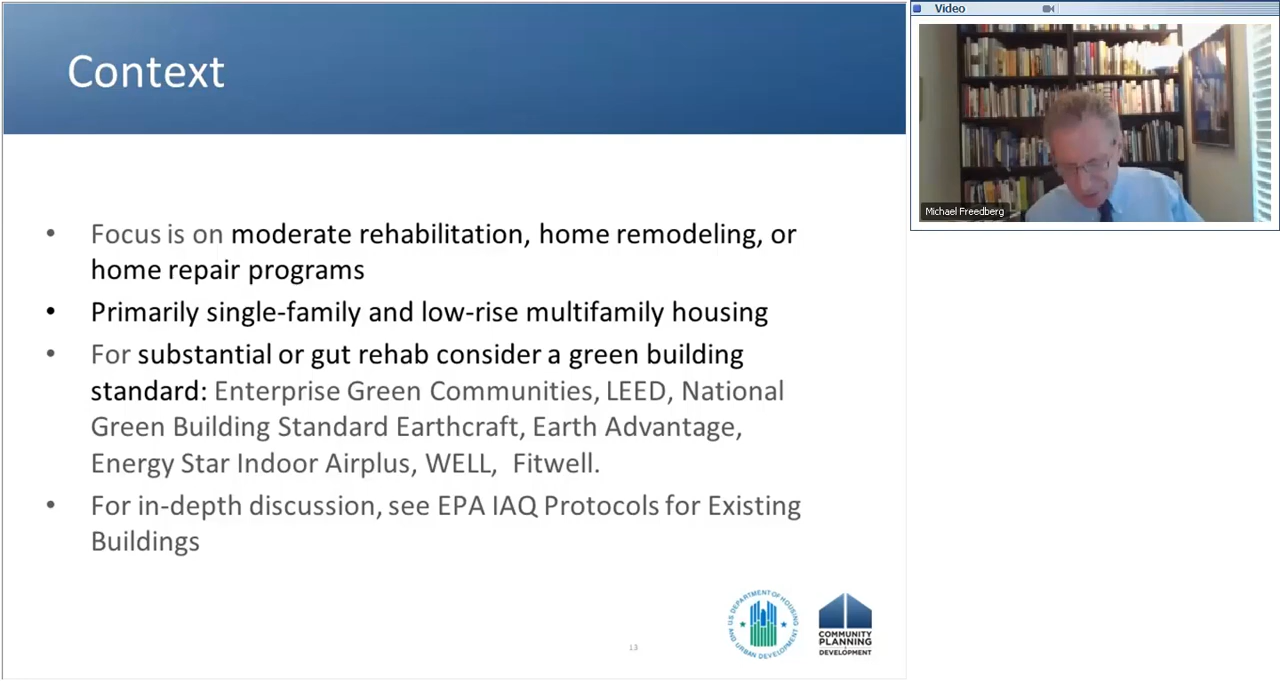 Context
• Focus is on moderate rehabilitation, home remodeling, or
home repair programs
• Primarily single-family and low-rise multifamily housing
• For substantial or gut rehab consider a green building
standard: Enterprise Green Communities, LEED, National
Green Building Standard Earthcraft, Earth Advantage,
Energy Star Indoor Airplus, WELL, Fitwell.
• For in-depth discussion, see EPA IAQ Protocols for Existing
Buildings
13
U.S. DEPARTMENT OF HOUSING
AND URBAN DEVELOPMENT
COMMUNITY
PLANNING
DEVELOPMENT
Video
Michael Freedberg